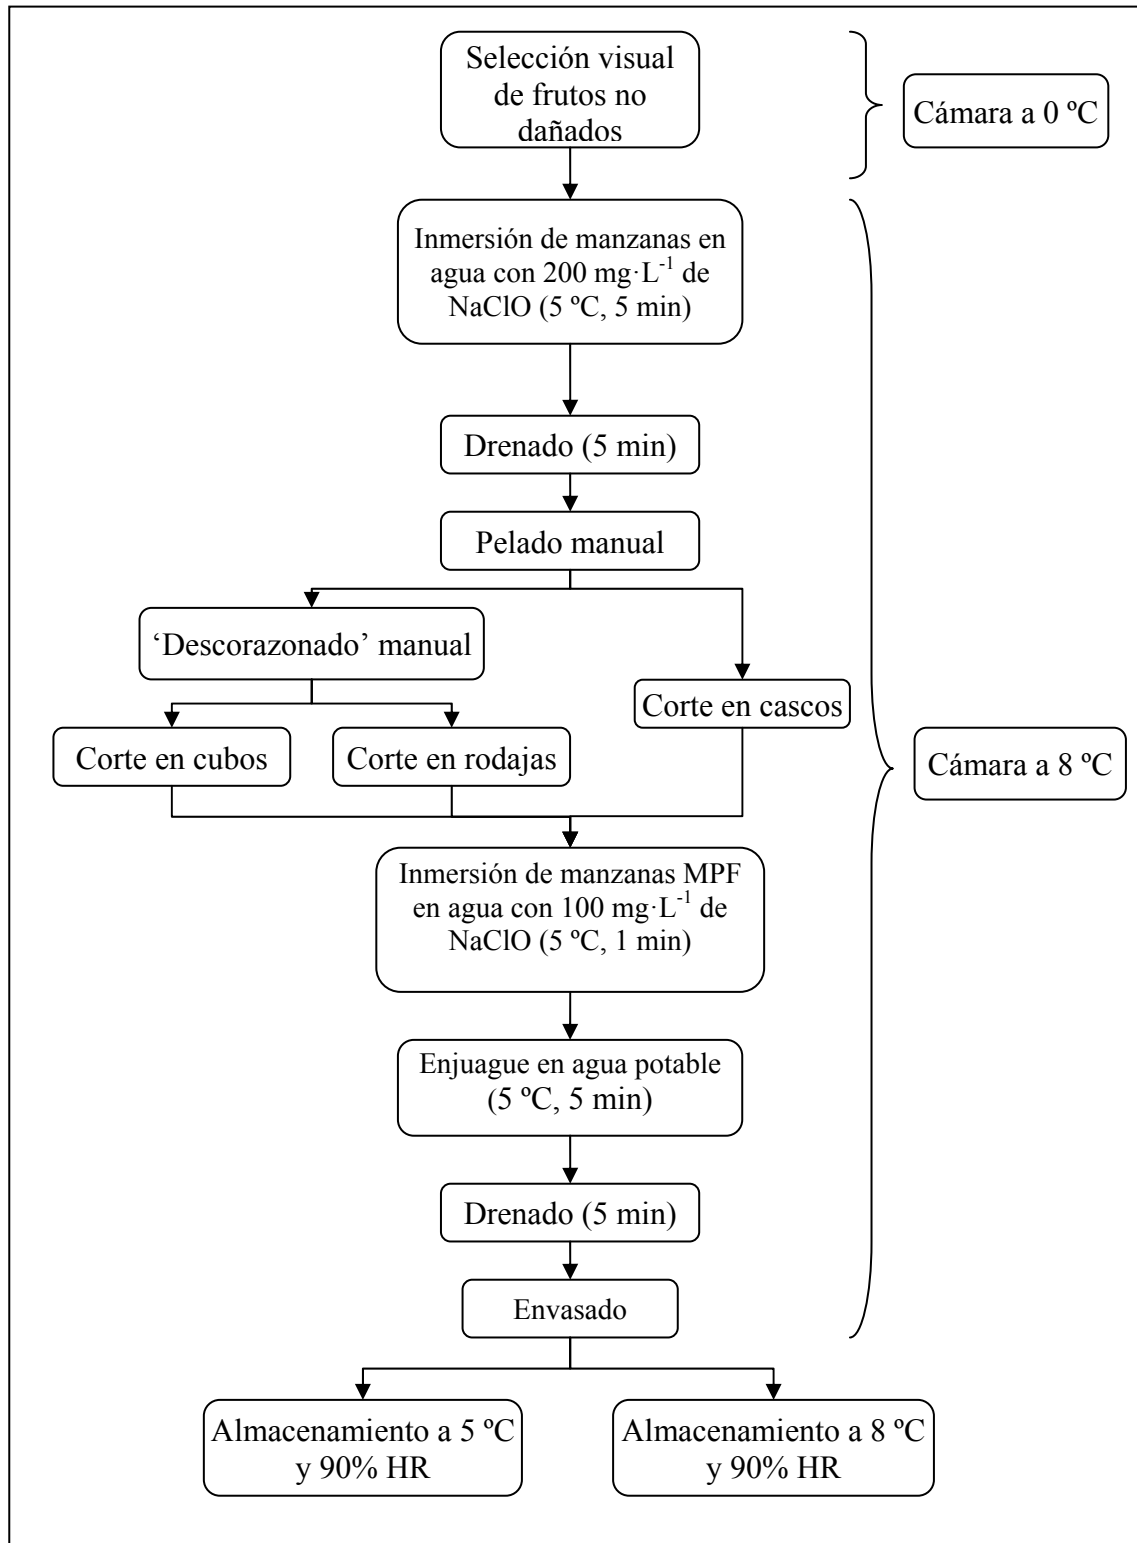 Selección visual
de frutos no
dañados
Cámara a 0 ºC
Inmersión de manzanas en
agua con 200 mg·L⁻¹ de
NaClO (5 ºC, 5 min)
Drenado (5 min)
Pelado manual
‘Descorazonado’ manual
Corte en cascos
Corte en cubos
Corte en rodajas
Cámara a 8 ºC
Inmersión de manzanas MPF
en agua con 100 mg·L⁻¹ de
NaClO (5 ºC, 1 min)
Enjuague en agua potable
(5 ºC, 5 min)
Drenado (5 min)
Envasado
Almacenamiento a 5 ºC
y 90% HR
Almacenamiento a 8 ºC
y 90% HR